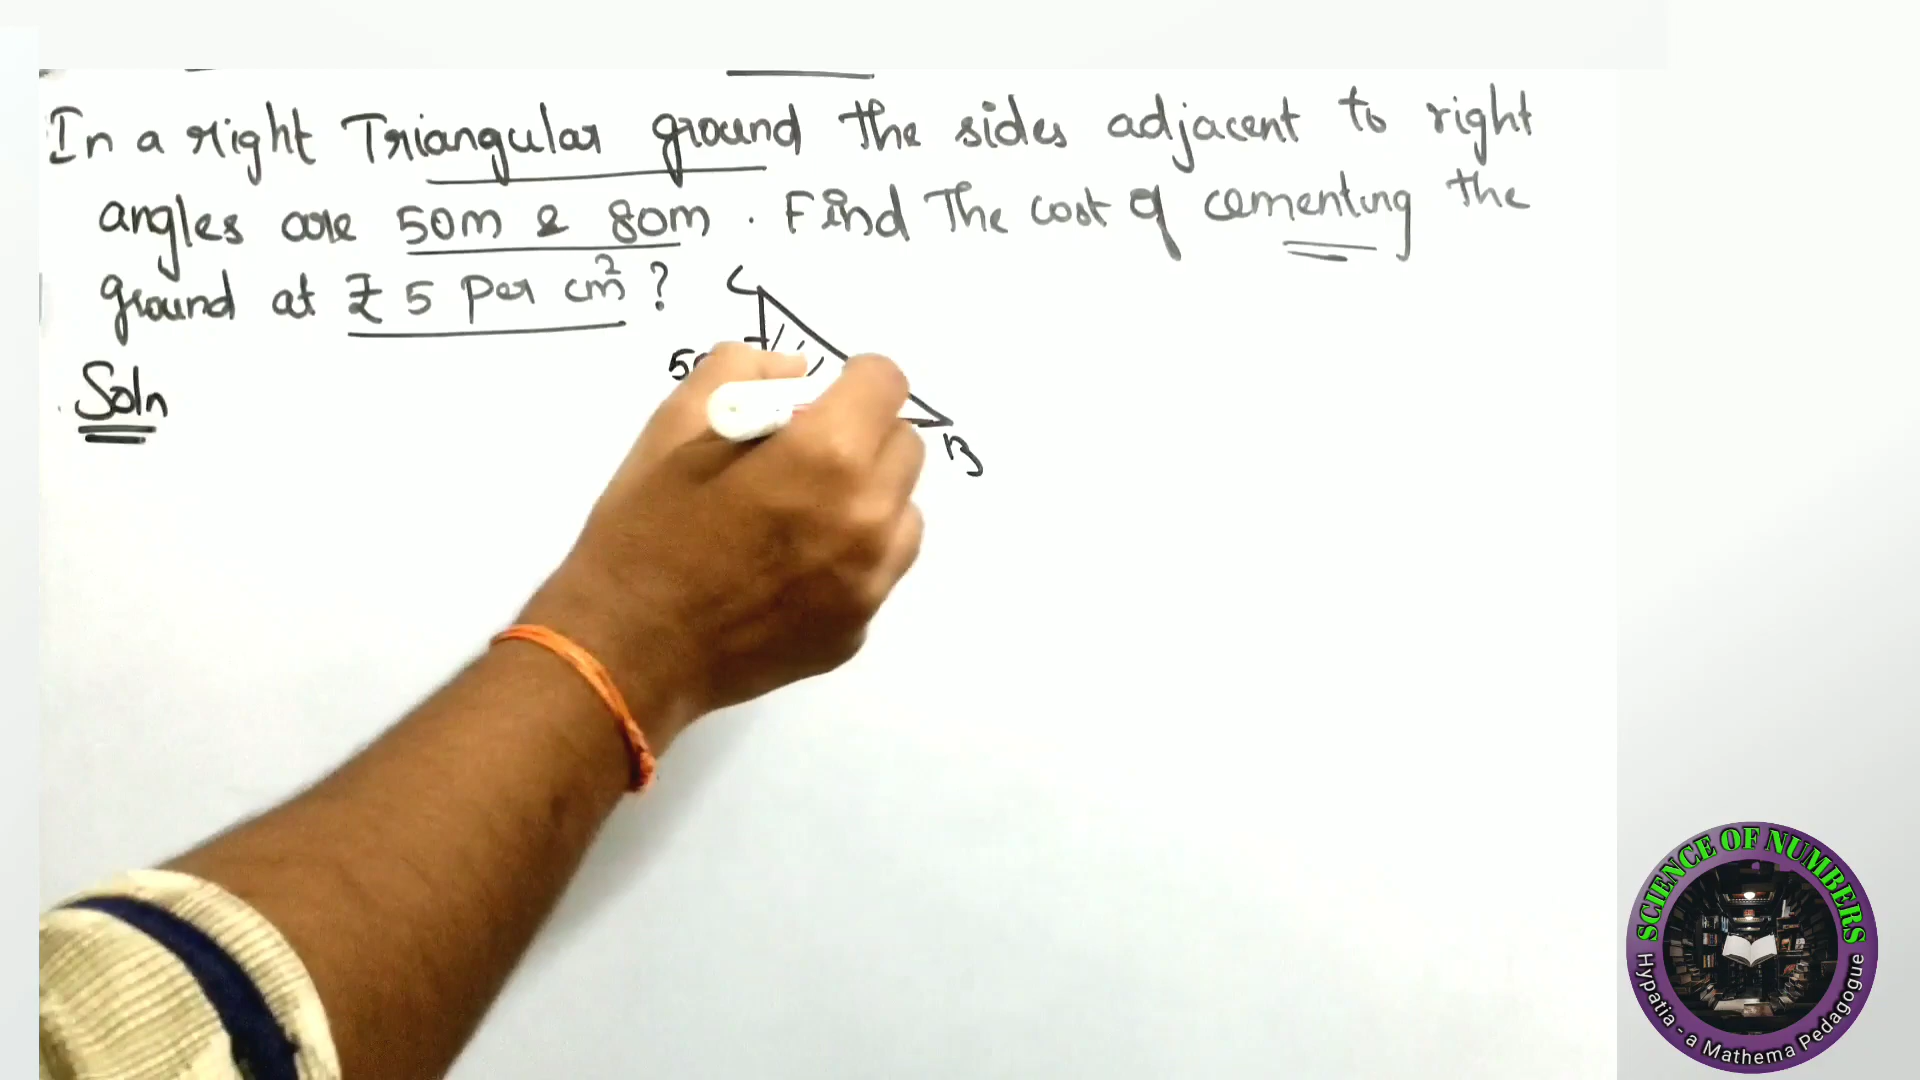 In a right Triangular ground the sides adjacent to right
angles are 50m & 80m. Find The cost of cementing the
ground at ₹ 5 Per cm² ?
C
Soln
B
SCIENCE OF NUMBERS
Hypatia - a Mathema Pedagogue